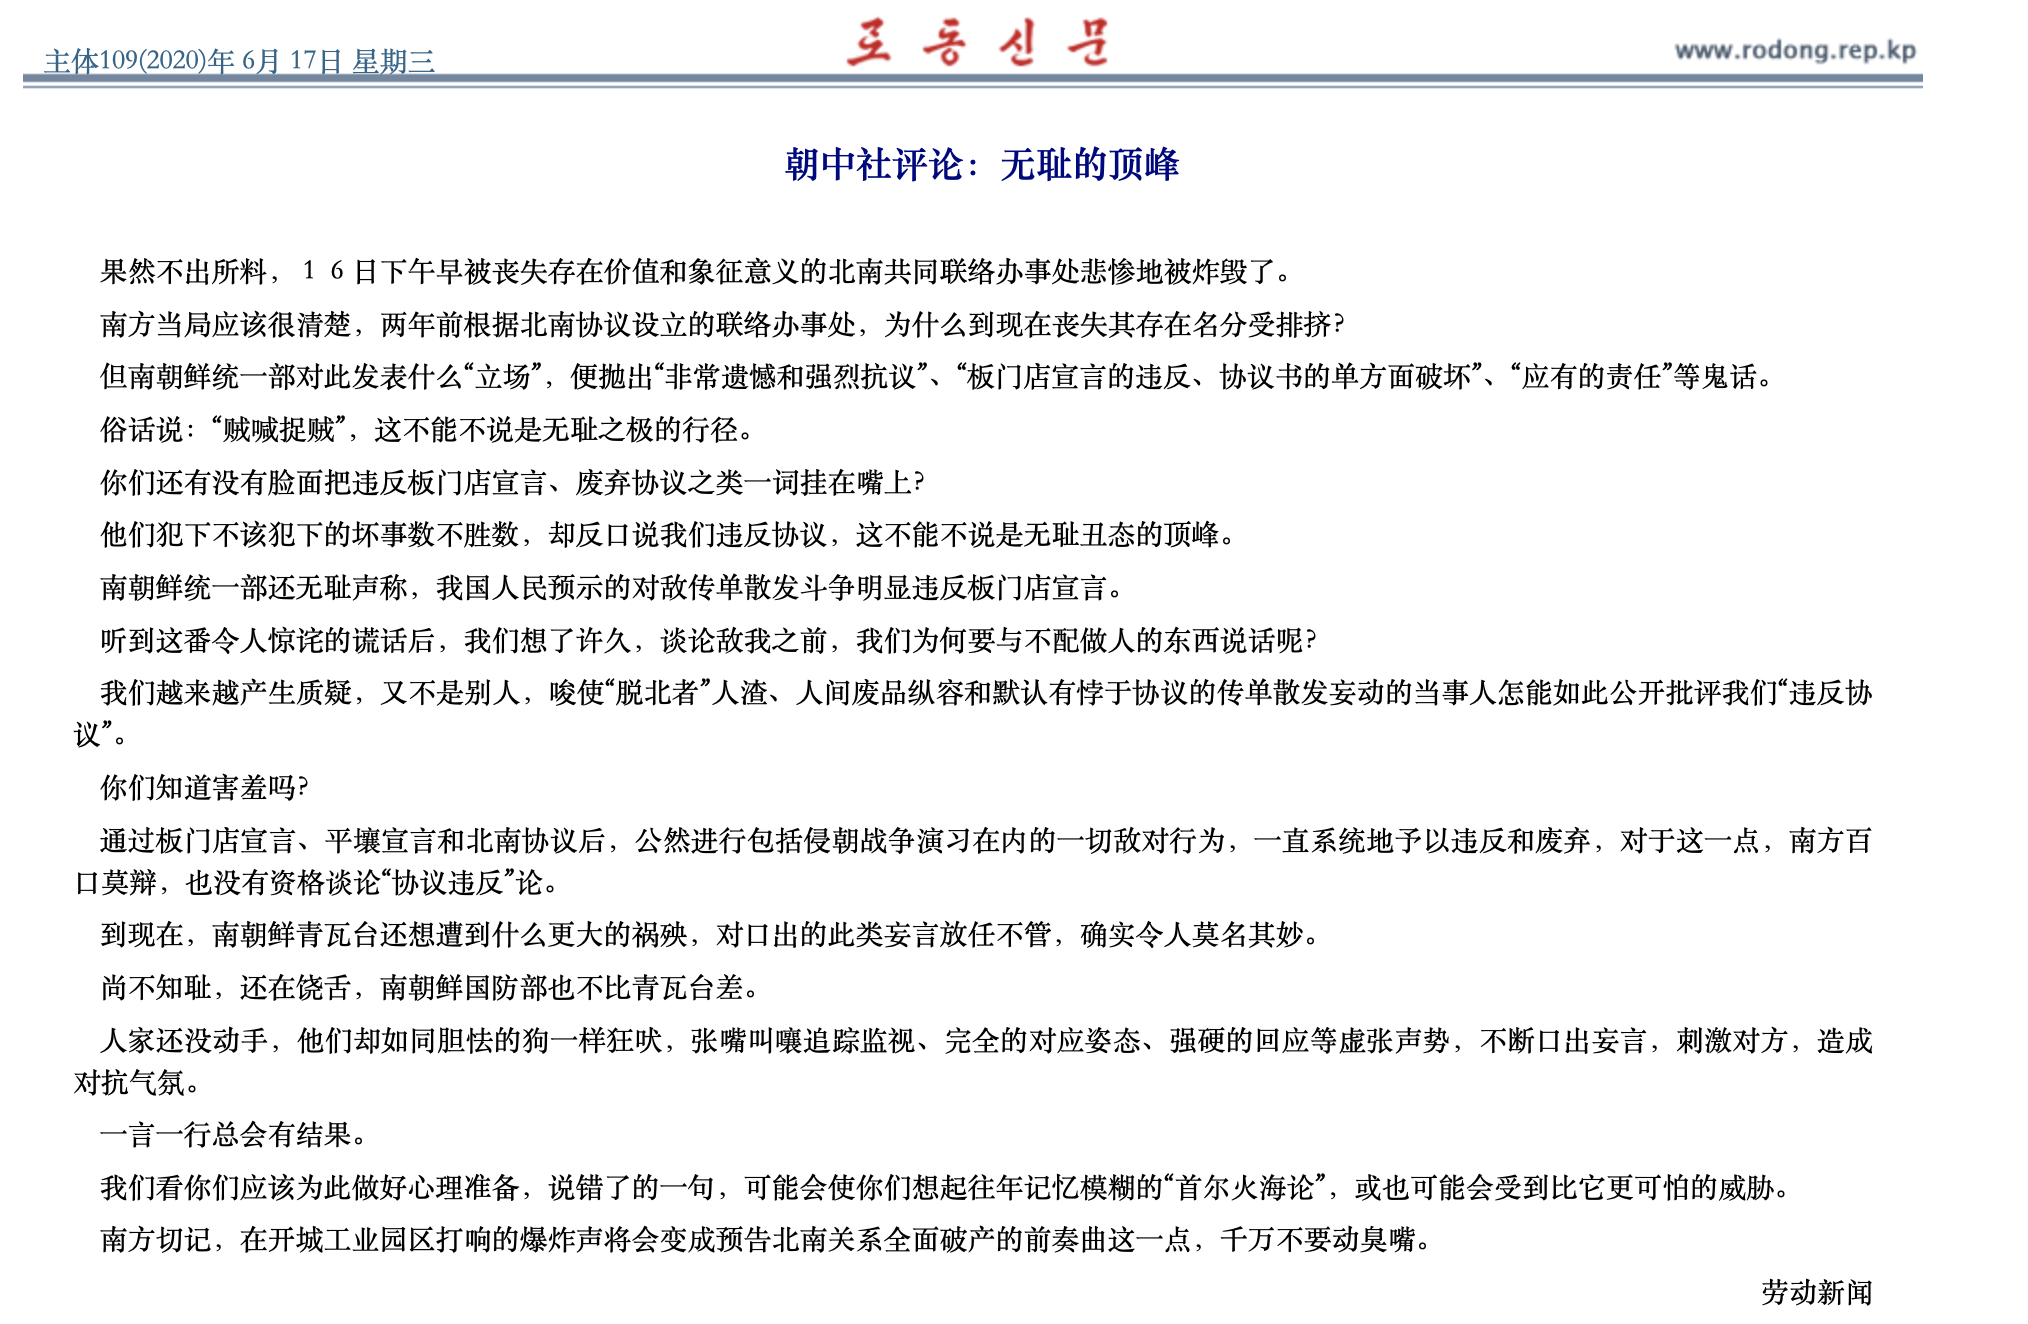 主体109(2020)年 6月 17日 星期三
로동신문
www.rodong.rep.kp
朝中社评论：无耻的顶峰
果然不出所料，１６日下午早被丧失存在价值和象征意义的北南共同联络办事处悲惨地被炸毁了。
南方当局应该很清楚，两年前根据北南协议设立的联络办事处，为什么到现在丧失其存在名分受排挤？
但南朝鲜统一部对此发表什么“立场”，便抛出“非常遗憾和强烈抗议”、“板门店宣言的违反、协议书的单方面破坏”、“应有的责任”等鬼话。
俗话说：“贼喊捉贼”，这不能不说是无耻之极的行径。
你们还有没有脸面把违反板门店宣言、废弃协议之类一词挂在嘴上？
他们犯下不该犯下的坏事数不胜数，却反口说我们违反协议，这不能不说是无耻丑态的顶峰。
南朝鲜统一部还无耻声称，我国人民预示的对敌传单散发斗争明显违反板门店宣言。
听到这番令人惊诧的谎话后，我们想了许久，谈论敌我之前，我们为何要与不配做人的东西说话呢？
我们越来越产生质疑，又不是别人，唆使“脱北者”人渣、人间废品纵容和默认有悖于协议的传单散发妄动的当事人怎能如此公开批评我们“违反协
议”。
你们知道害羞吗？
通过板门店宣言、平壤宣言和北南协议后，公然进行包括侵朝战争演习在内的一切敌对行为，一直系统地予以违反和废弃，对于这一点，南方百
口莫辩，也没有资格谈论“协议违反”论。
到现在，南朝鲜青瓦台还想遭到什么更大的祸殃，对口出的此类妄言放任不管，确实令人莫名其妙。
尚不知耻，还在饶舌，南朝鲜国防部也不比青瓦台差。
人家还没动手，他们却如同胆怯的狗一样狂吠，张嘴叫嚷追踪监视、完全的对应姿态、强硬的回应等虚张声势，不断口出妄言，刺激对方，造成
对抗气氛。
一言一行总会有结果。
我们看你们应该为此做好心理准备，说错了的一句，可能会使你们想起往年记忆模糊的“首尔火海论”，或也可能会受到比它更可怕的威胁。
南方切记，在开城工业园区打响的爆炸声将会变成预告北南关系全面破产的前奏曲这一点，千万不要动臭嘴。
劳动新闻